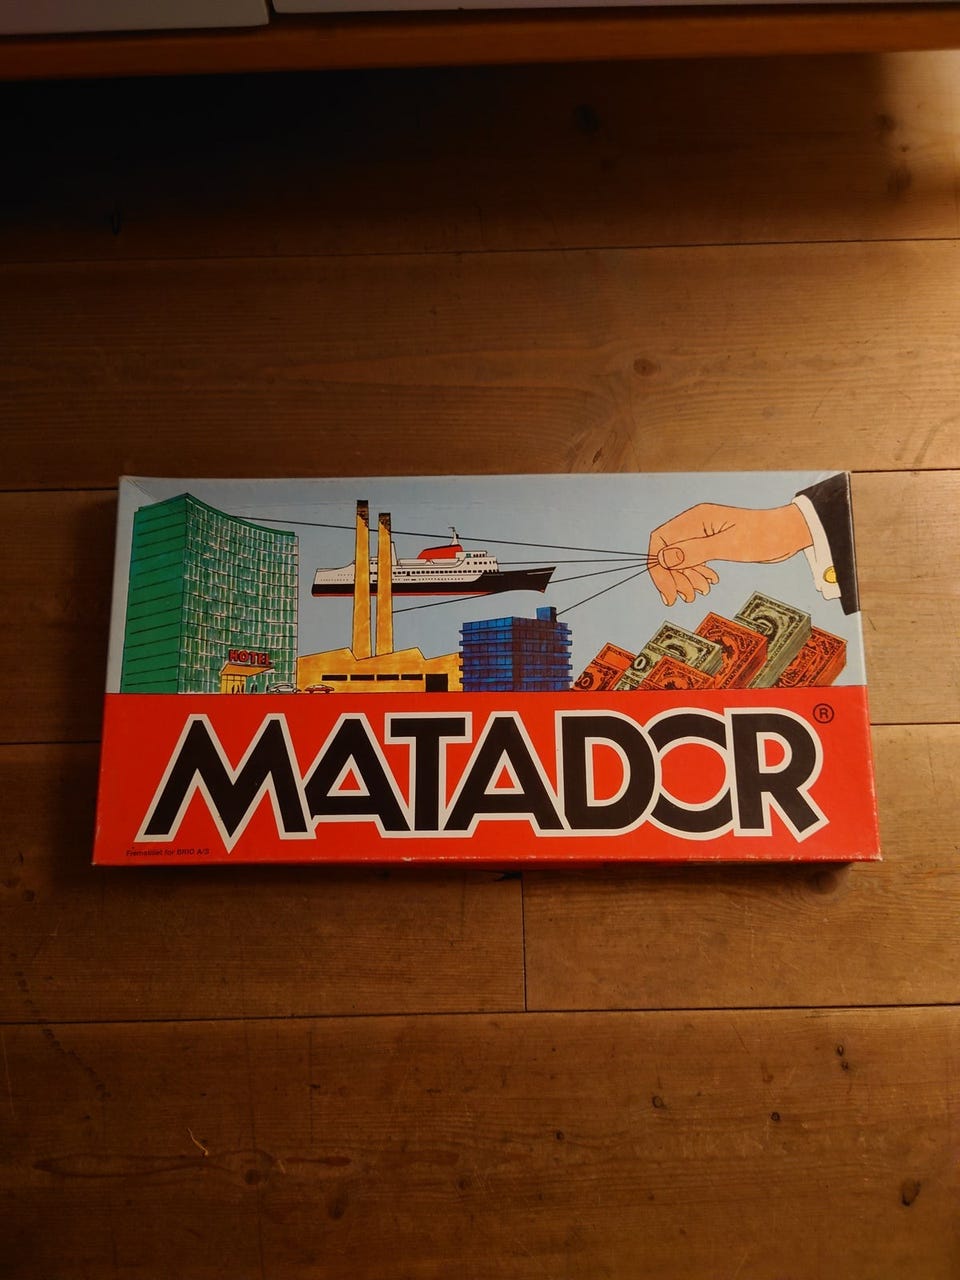 HOTEL
MATADOR®
Fremstillet for BRIO A/S